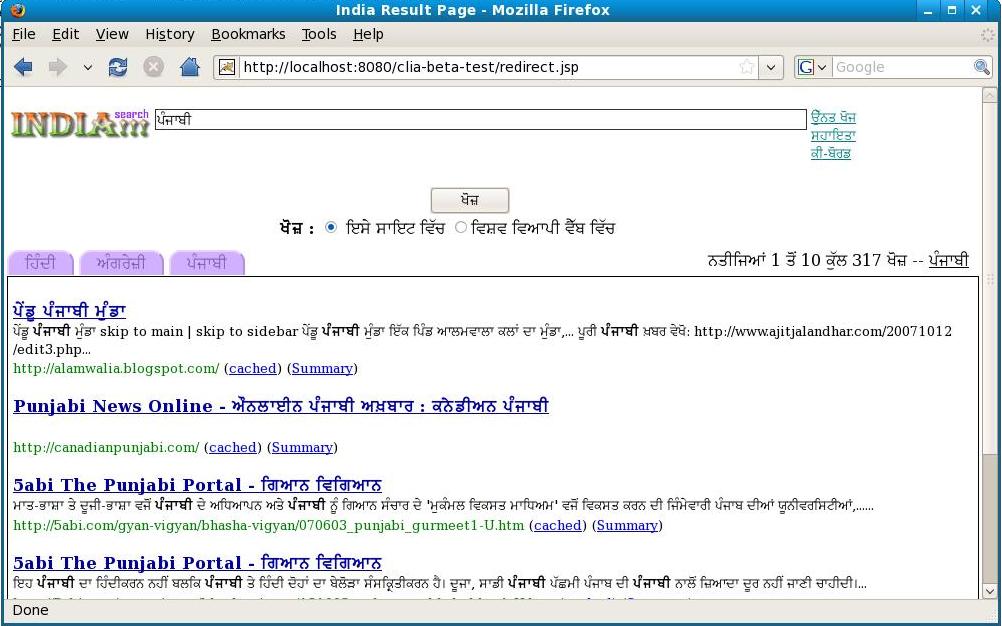 India Result Page - Mozilla Firefox
File Edit View History Bookmarks Tools Help
http://localhost:8080/clia-beta-test/redirect.jsp
G Google
INDIA search
ਪੰਜਾਬੀ
ਉੱਨਤ ਖੋਜ
ਸਹਾਇਤਾ
ਕੀ-ਬੋਰਡ
ਖੋਜ਼
ਖੋਜ਼ : ਇਸੇ ਸਾਇਟ ਵਿੱਚ ਵਿਸ਼ਵ ਵਿਆਪੀ ਵੈੱਬ ਵਿੱਚ
ਹਿੰਦੀ ਅੰਗਰੇਜ਼ੀ ਪੰਜਾਬੀ
ਨਤੀਜਿਆਂ 1 ਤੋਂ 10 ਕੁੱਲ 317 ਖੋਜ -- ਪੰਜਾਬੀ
ਪੇਂਡੂ ਪੰਜਾਬੀ ਮੁੰਡਾ
ਪੇਂਡੂ ਪੰਜਾਬੀ ਮੁੰਡਾ skip to main | skip to sidebar ਪੇਂਡੂ ਪੰਜਾਬੀ ਮੁੰਡਾ ਇੱਕ ਪਿੰਡ ਆਲਮਵਾਲਾ ਕਲਾਂ ਦਾ ਮੁੰਡਾ,... ਪੂਰੀ ਪੰਜਾਬੀ ਖ਼ਬਰ ਵੇਖੋ: http://www.ajitjalandhar.com/20071012
/edit3.php...
http://alamwalia.blogspot.com/ (cached) (Summary)
Punjabi News Online - ਔਨਲਾਈਨ ਪੰਜਾਬੀ ਅਖ਼ਬਾਰ : ਕਨੇਡੀਅਨ ਪੰਜਾਬੀ
http://canadianpunjabi.com/ (cached) (Summary)
5abi The Punjabi Portal - ਗਿਆਨ ਵਿਗਿਆਨ
ਮਾਤ-ਭਾਸ਼ਾ ਤੇ ਦੂਜੀ-ਭਾਸ਼ਾ ਵਜੋਂ ਪੰਜਾਬੀ ਦੇ ਅਧਿਆਪਨ ਅਤੇ ਪੰਜਾਬੀ ਨੂੰ ਗਿਆਨ ਸੰਚਾਰ ਦੇ 'ਮੁਕੰਮਲ ਵਿਕਸਤ ਮਾਧਿਅਮ' ਵਜੋਂ ਵਿਕਸਤ ਕਰਨ ਦੀ ਜਿੰਮੇਵਾਰੀ ਪੰਜਾਬ ਦੀਆਂ ਯੂਨੀਵਰਸਿਟੀਆਂ,......
http://5abi.com/gyan-vigyan/bhasha-vigyan/070603_punjabi_gurmeet1-U.htm (cached) (Summary)
5abi The Punjabi Portal - ਗਿਆਨ ਵਿਗਿਆਨ
ਇਹ ਪੰਜਾਬੀ ਦਾ ਹਿੰਦੀਕਰਨ ਨਹੀਂ ਬਲਕਿ ਪੰਜਾਬੀ ਤੇ ਹਿੰਦੀ ਦੋਹਾਂ ਦਾ ਬੇਲੋੜਾ ਸੰਸਕ੍ਰਿਤੀਕਰਨ ਹੈ। ਦੂਜਾ, ਸਾਡੀ ਪੰਜਾਬੀ ਪੱਛਮੀ ਪੰਜਾਬ ਦੀ ਪੰਜਾਬੀ ਨਾਲੋਂ ਜ਼ਿਆਦਾ ਦੂਰ ਨਹੀਂ ਜਾਣੀ ਚਾਹੀਦੀ।...
Done